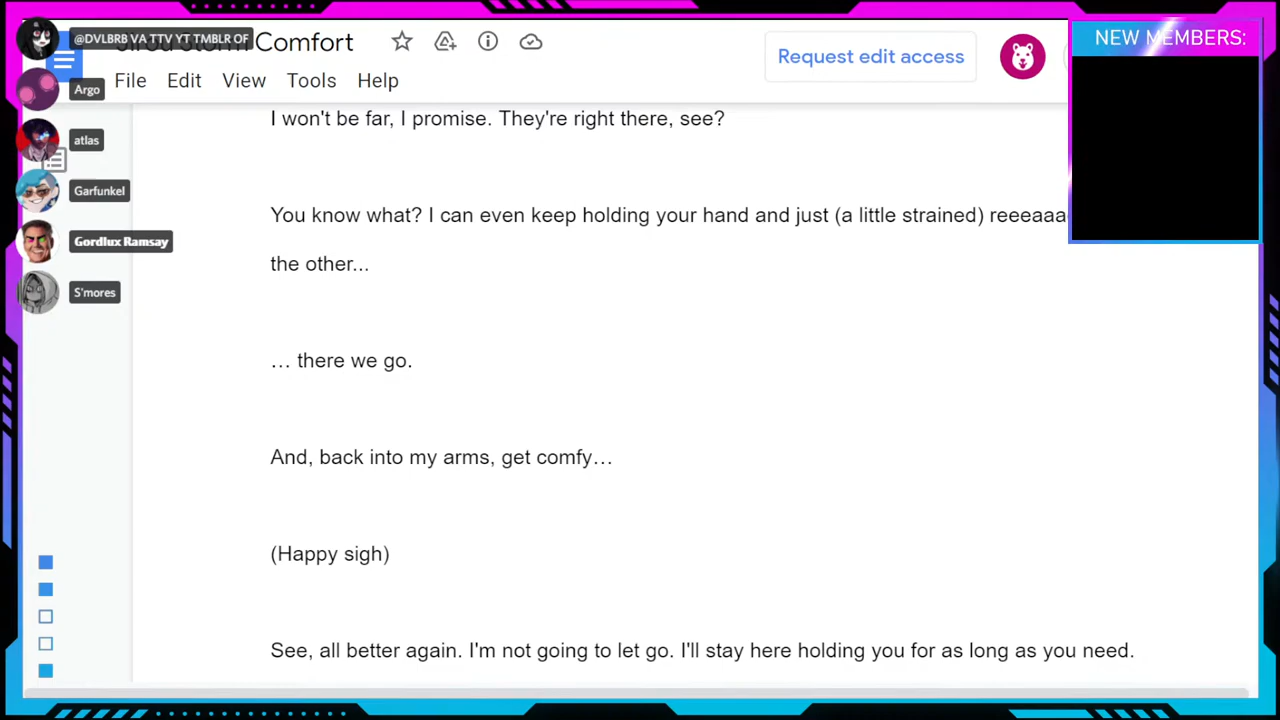 @DVLBRB VA TTV YT TMBLR OF
Comfort
Request edit access
NEW MEMBERS:
File Edit View Tools Help
Argo
atlas
Garfunkel
Gordlux Ramsay
S'mores
I won't be far, I promise. They're right there, see?
You know what? I can even keep holding your hand and just (a little strained) reeeaaa
the other...
… there we go.
And, back into my arms, get comfy…
(Happy sigh)
See, all better again. I'm not going to let go. I'll stay here holding you for as long as you need.